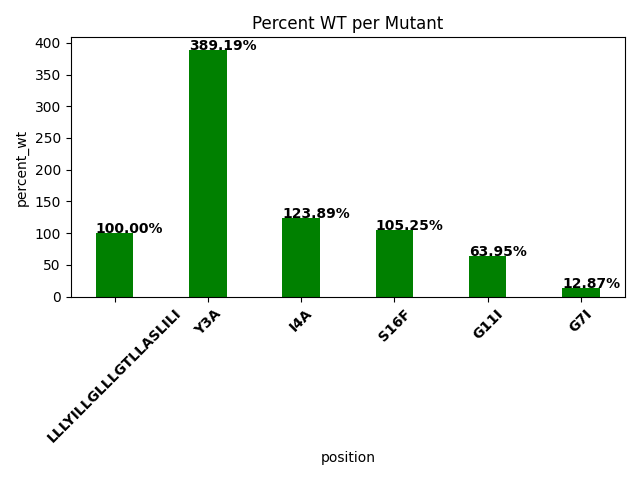 Percent WT per Mutant
percent_wt
400
350
300
250
200
150
100
50
0
100.00%
389.19%
123.89%
105.25%
63.95%
12.87%
LLLYILLGLLLGTLLASLILI
Y3A
I4A
S16F
G11I
G7I
position